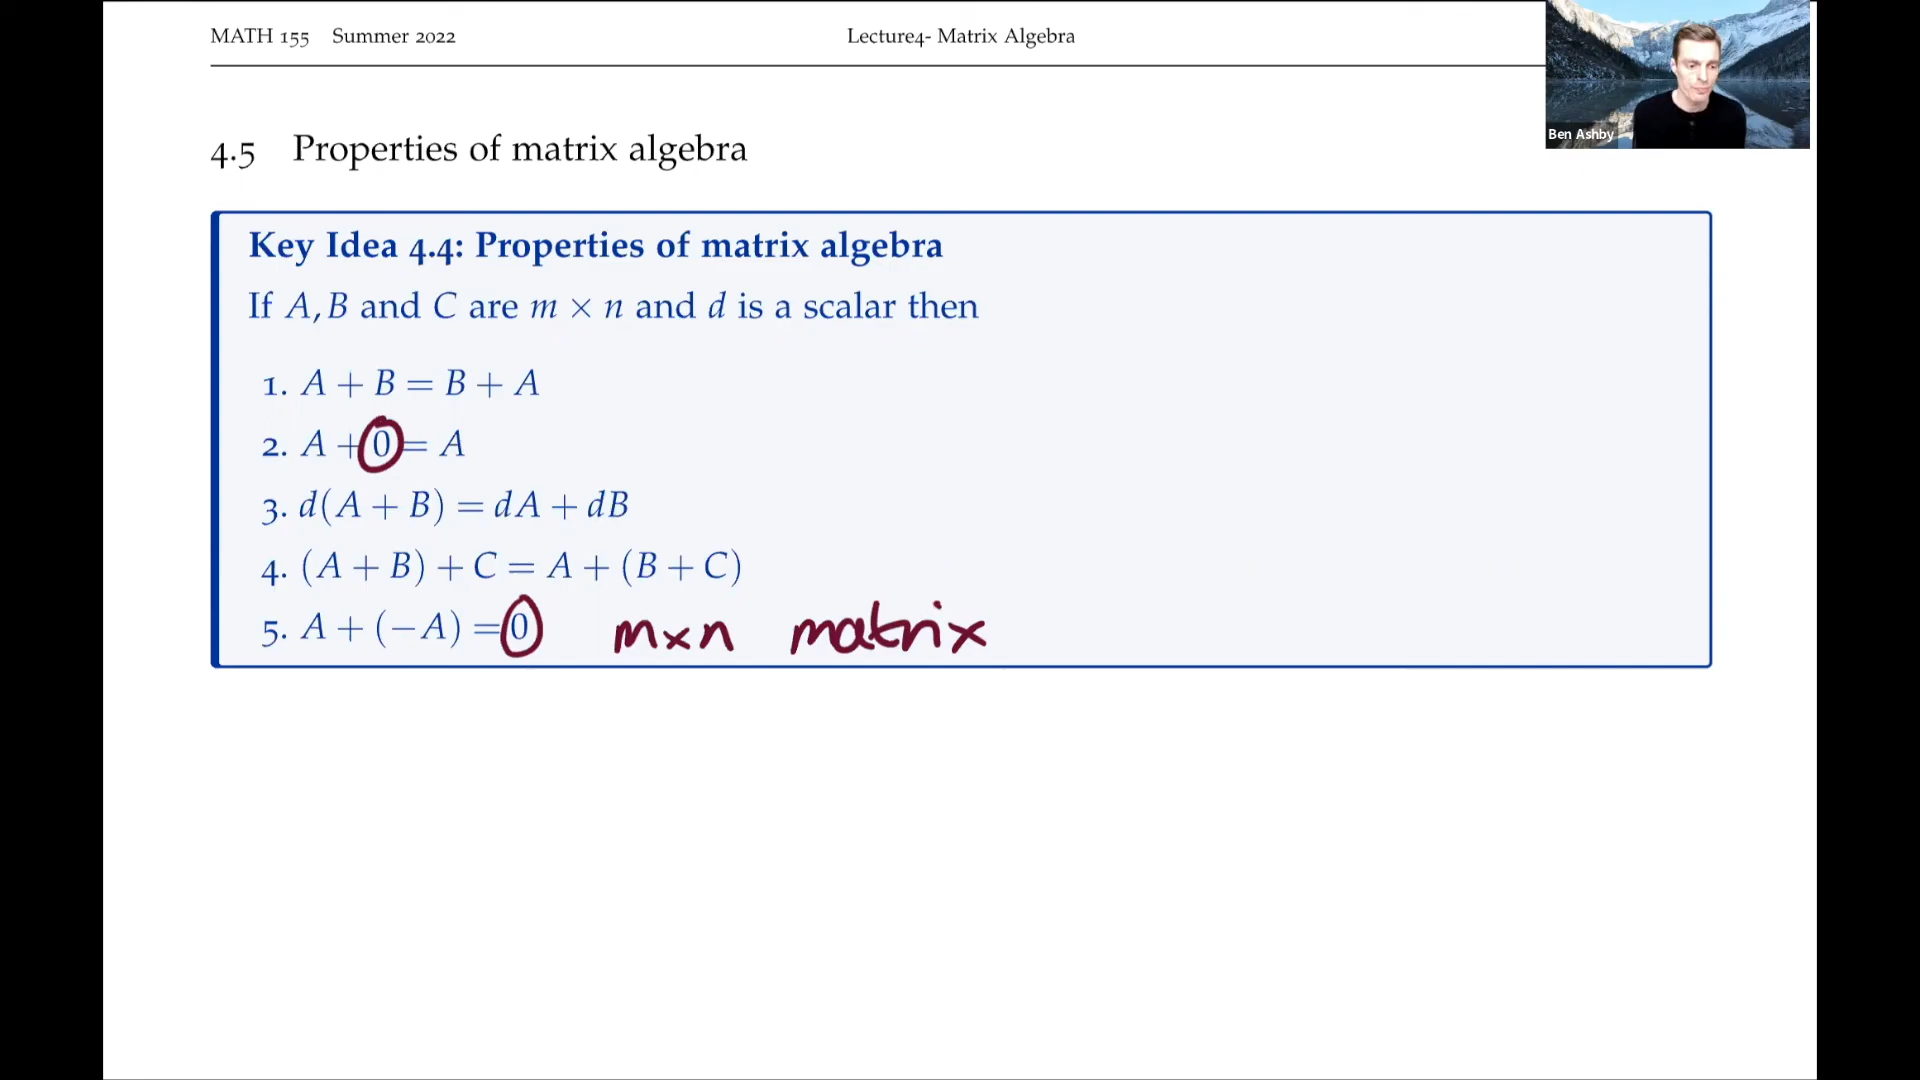 MATH 155 Summer 2022 Lecture4- Matrix Algebra
Ben Ashby
4.5 Properties of matrix algebra
Key Idea 4.4: Properties of matrix algebra
If A, B and C are m × n and d is a scalar then
1. A + B = B + A
2. A + 0 = A
3. d(A + B) = dA + dB
4. (A + B) + C = A + (B + C)
5. A + (−A) = 0 m×n matrix